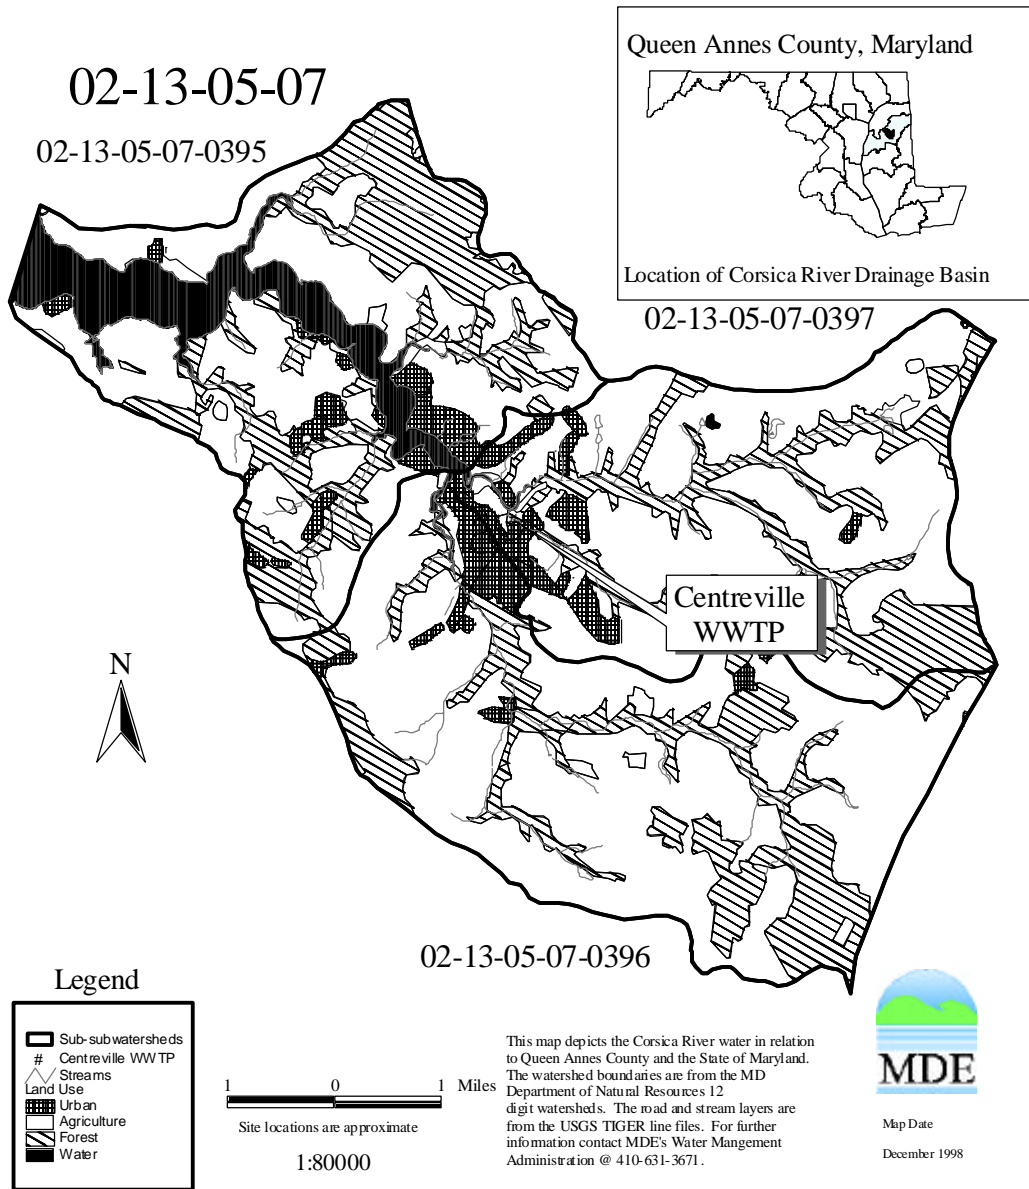 Queen Annes County, Maryland
02-13-05-07
02-13-05-07-0395
Location of Corsica River Drainage Basin
02-13-05-07-0397
Centreville
WWTP
N
02-13-05-07-0396
Legend
Sub-subwatersheds
# Centreville WWTP
Streams
Land Use
Urban
Agriculture
Forest
Water
1 0 1 Miles
Site locations are approximate
1:80000
This map depicts the Corsica River water in relation
to Queen Annes County and the State of Maryland.
The watershed boundaries are from the MD
Department of Natural Resources 12
digit watersheds. The road and stream layers are
from the USGS TIGER line files. For further
information contact MDE's Water Mangement
Administration @ 410-631-3671.
MDE
Map Date
December 1998